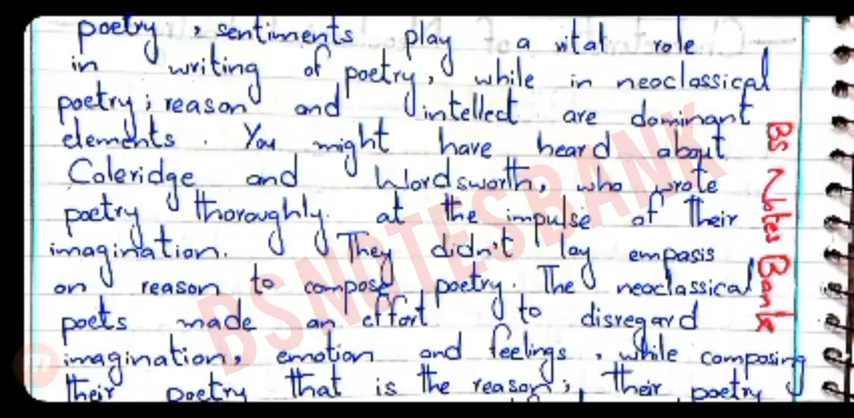 poetry, sentiments play a vital role
in writing of poetry, while in neoclassical
poetry; reason and intellect are dominant
elements. You might have heard about
Coleridge and Wordsworth, who wrote
poetry thoroughly at the impulse of their
imagination. They didn't lay empasis
on reason to compose poetry. The neoclassical
poets made an effort to disregard
imagination, emotion and feelings, while composing
their poetry that is the reason, their poetry
BS Notes Bank
BSNOTESBANK